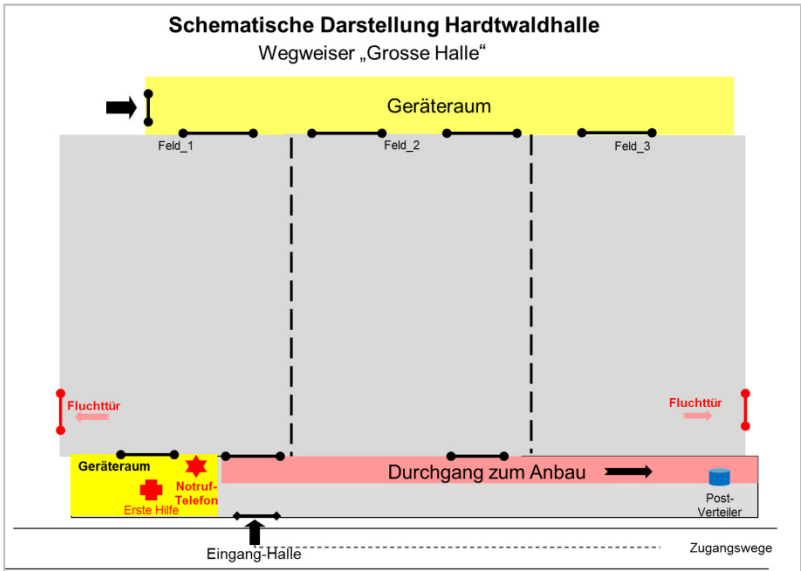 Schematische Darstellung Hardtwaldhalle
Wegweiser „Grosse Halle“
Geräteraum
Feld_1
Feld_2
Feld_3
Fluchttür
Fluchttür
Geräteraum
Notruf-
Telefon
Erste Hilfe
Durchgang zum Anbau
Post-
Verteiler
Eingang-Halle
Zugangswege